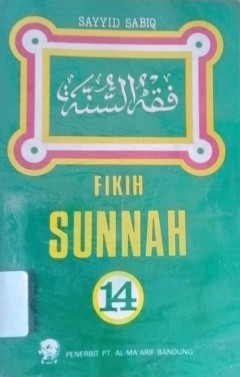 SAYYID SABIQ
فقه السنة
FIKIH
SUNNAH
14
PENERBIT PT. AL-MA'ARIF BANDUNG